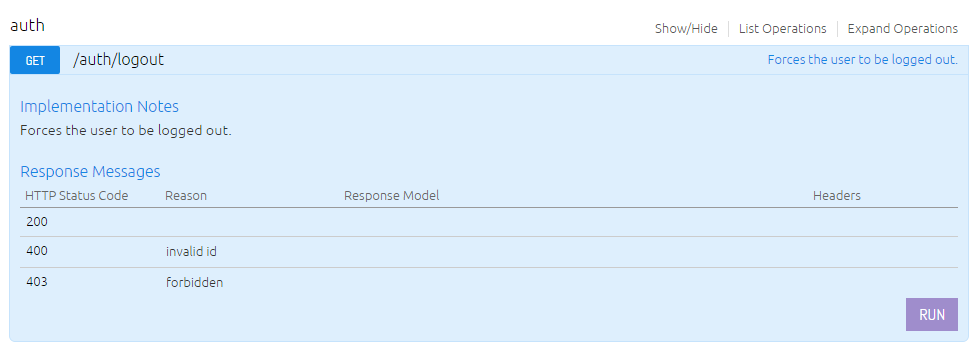 auth
Show/Hide List Operations Expand Operations
GET /auth/logout Forces the user to be logged out.
Implementation Notes
Forces the user to be logged out.
Response Messages
HTTP Status Code Reason Response Model Headers
200
400 invalid id
403 forbidden
RUN